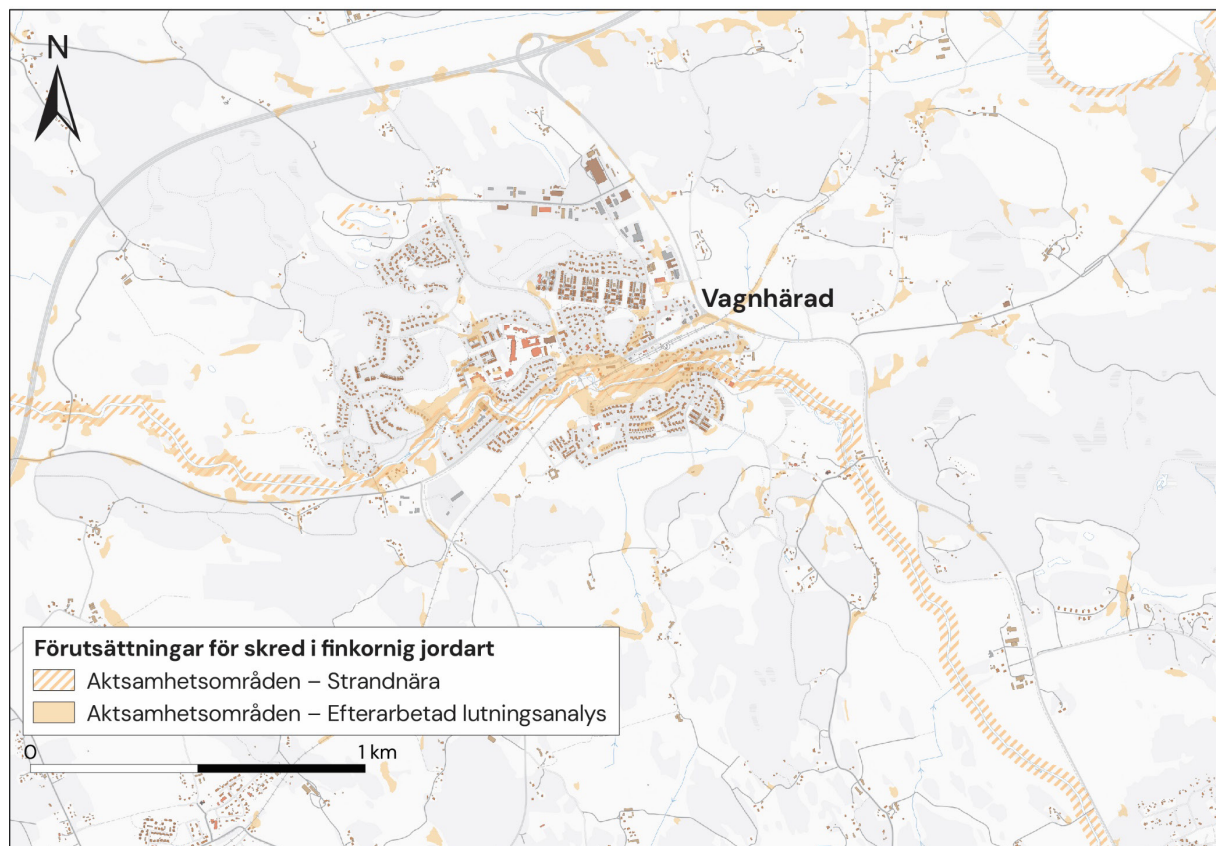 N
Vagnhärad
Förutsättningar för skred i finkornig jordart
Aktsamhetsområden – Strandnära
Aktsamhetsområden – Efterarbetad lutningsanalys
0 1 km